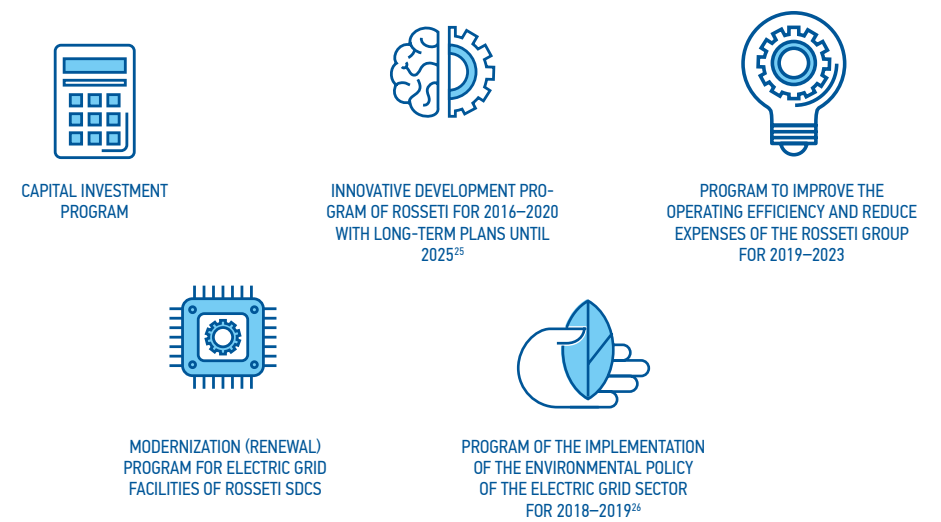 CAPITAL INVESTMENT
PROGRAM
INNOVATIVE DEVELOPMENT PRO-
GRAM OF ROSSETI FOR 2016–2020
WITH LONG-TERM PLANS UNTIL
2025²⁵
PROGRAM TO IMPROVE THE
OPERATING EFFICIENCY AND REDUCE
EXPENSES OF THE ROSSETI GROUP
FOR 2019–2023
MODERNIZATION (RENEWAL)
PROGRAM FOR ELECTRIC GRID
FACILITIES OF ROSSETI SDCS
PROGRAM OF THE IMPLEMENTATION
OF THE ENVIRONMENTAL POLICY
OF THE ELECTRIC GRID SECTOR
FOR 2018–2019²⁶